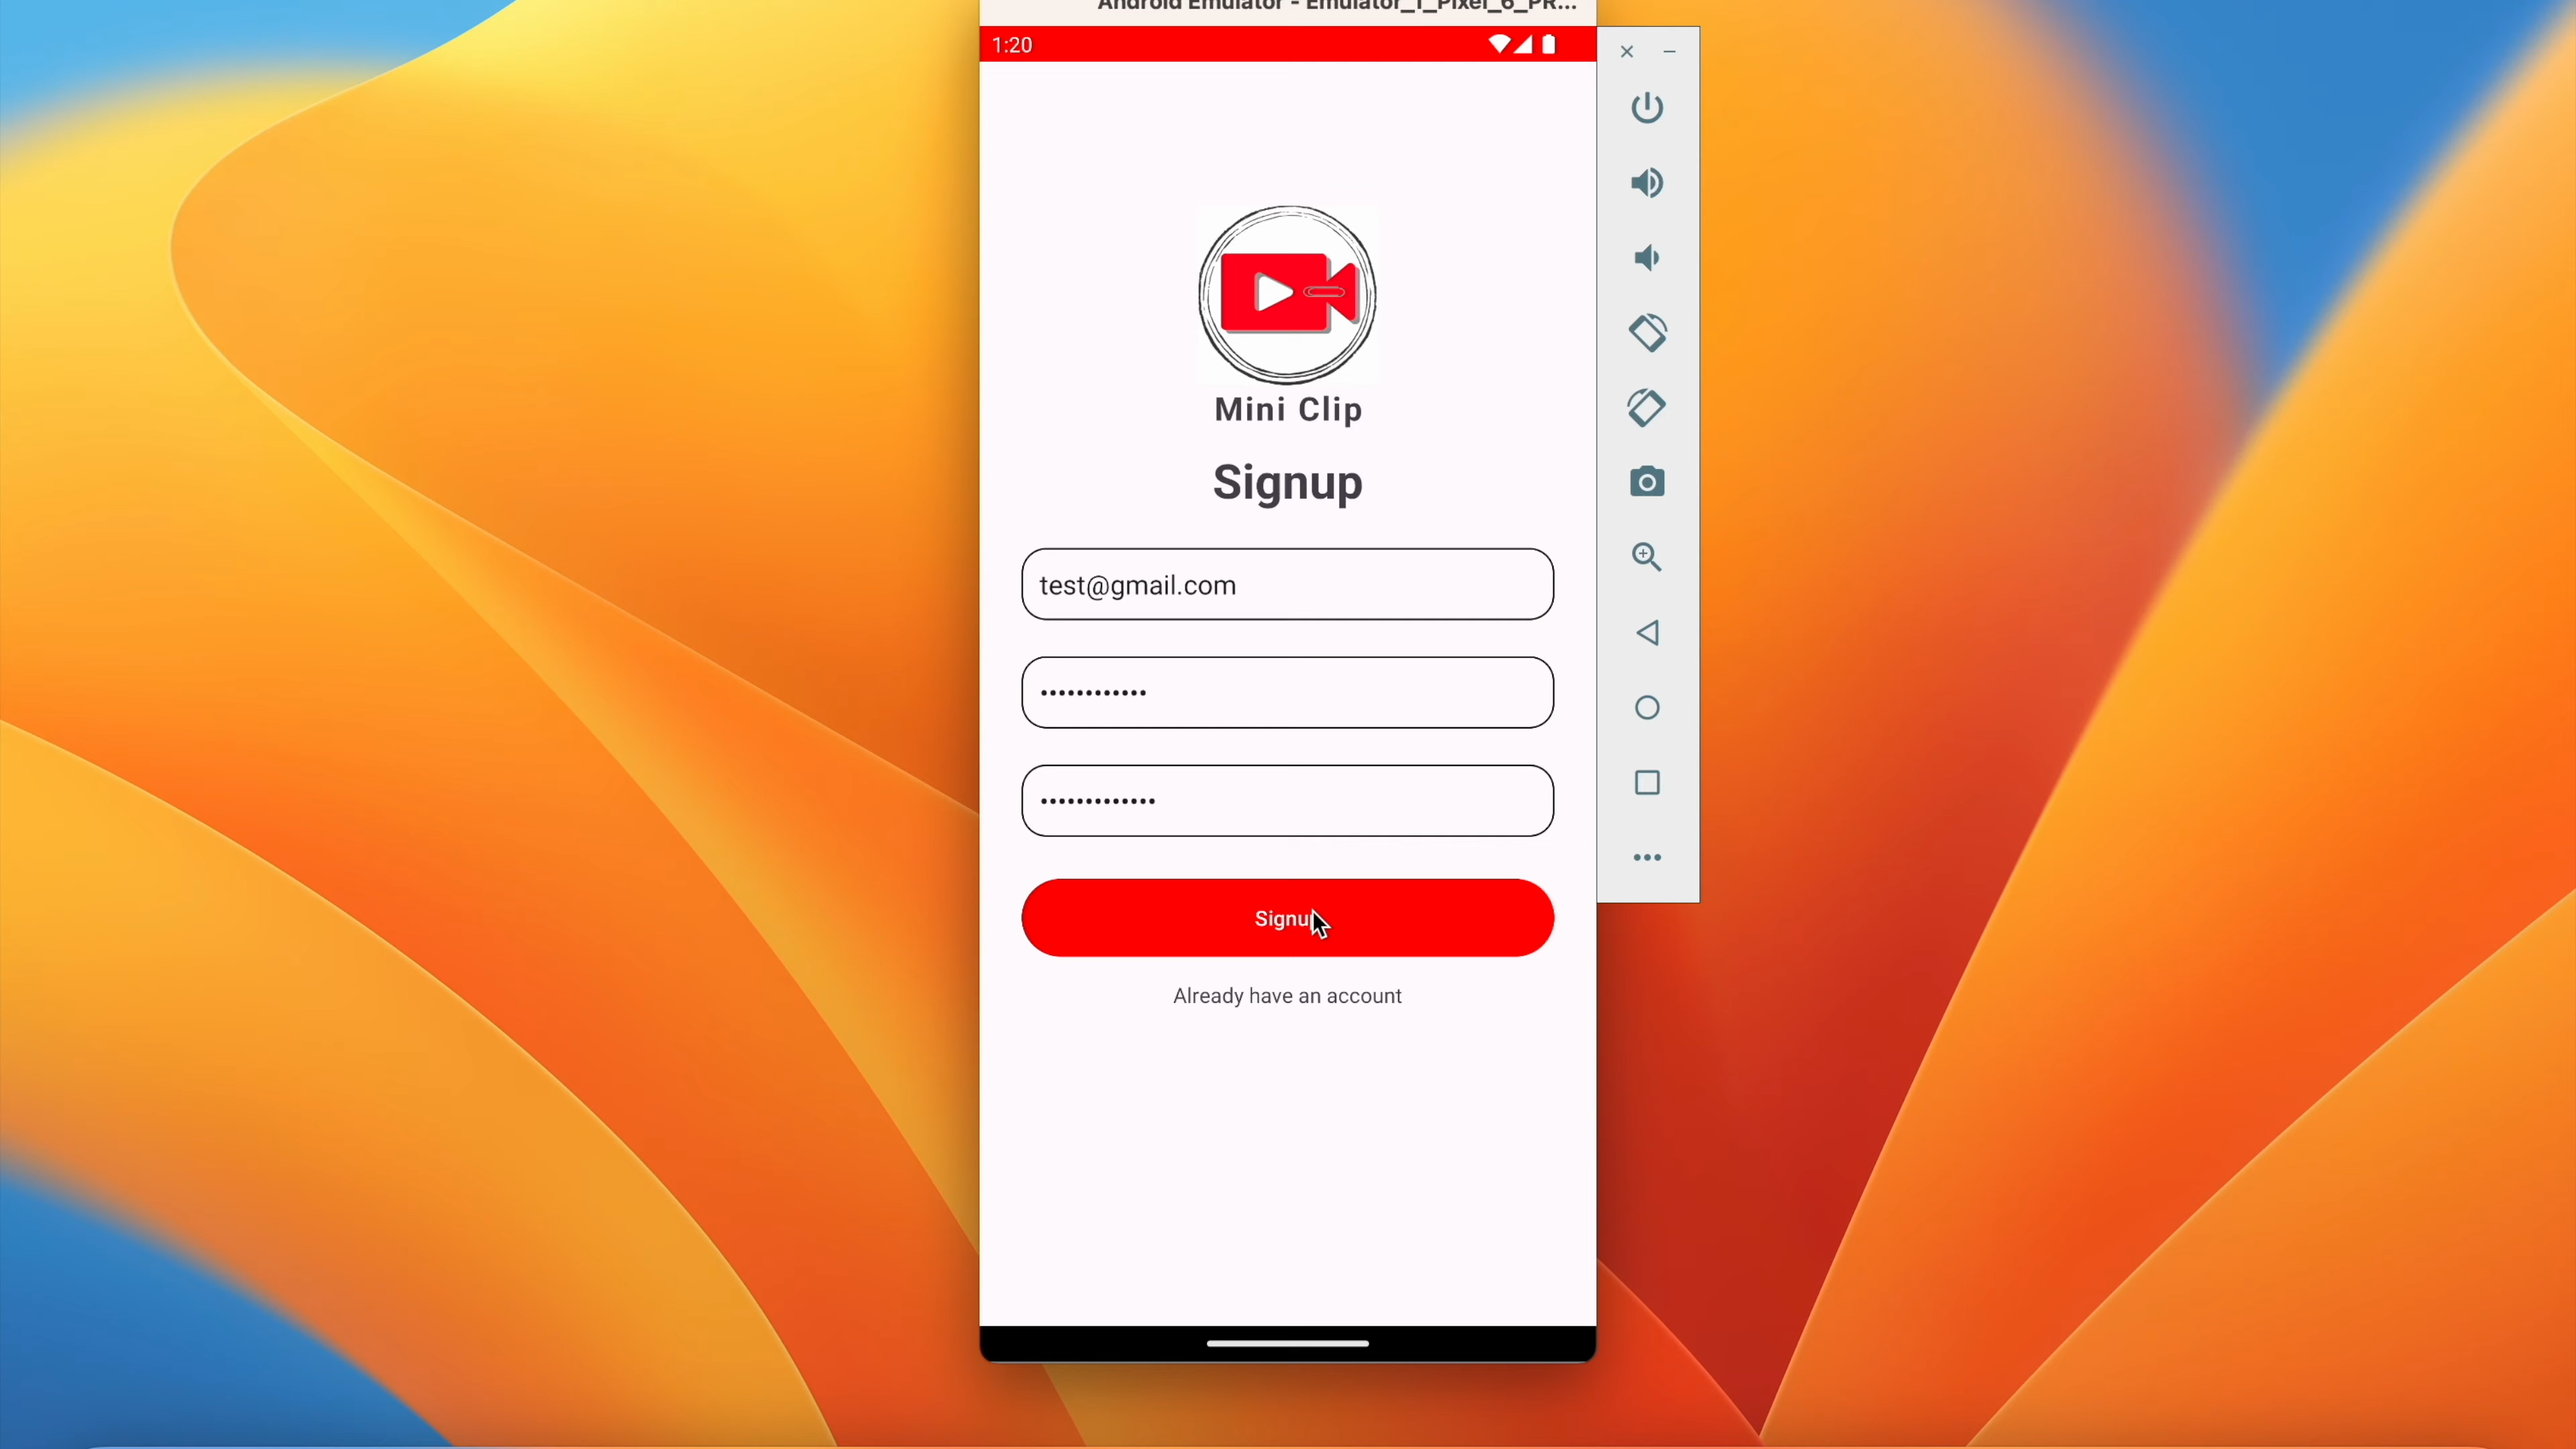 Android Emulator - Emulator_1_Pixel_6_PR...
1:20
Mini Clip
Signup
test@gmail.com
••••••••••••
•••••••••••••
Signup
Already have an account